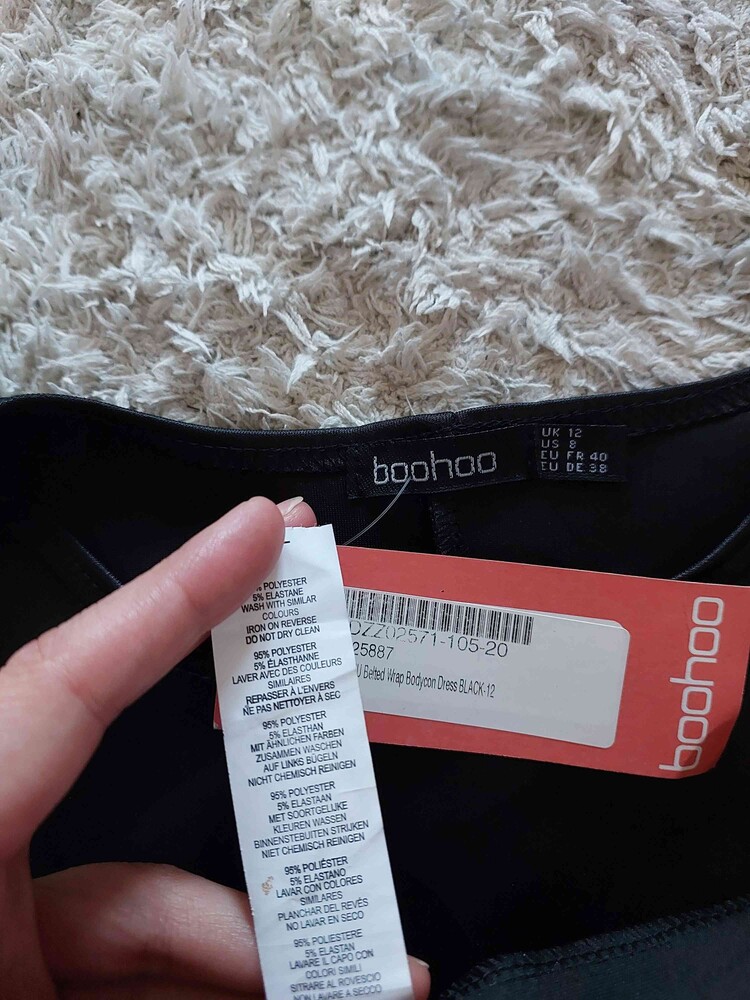 boohoo
UK 12
US 8
EU FR 40
EU DE 38
% POLYESTER
5% ELASTANE
WASH WITH SIMILAR
COLOURS
IRON ON REVERSE
DO NOT DRY CLEAN
95% POLYESTER
5% ÉLASTHANNE
LAVER AVEC DES COULEURS
SIMILAIRES
REPASSER À L'ENVERS
NE PAS NETTOYER À SEC
95% POLYESTER
5% ELASTHAN
MIT ÄHNLICHEN FARBEN
ZUSAMMEN WASCHEN
AUF LINKS BÜGELN
NICHT CHEMISCH REINIGEN
95% POLYESTER
5% ELASTAAN
MET SOORTGELIJKE
KLEUREN WASSEN
BINNENSTEBUITEN STRIJKEN
NIET CHEMISCH REINIGEN
95% POLIÉSTER
5% ELASTANO
LAVAR CON COLORES
SIMILARES
PLANCHAR DEL REVÉS
NO LAVAR EN SECO
95% POLIESTERE
5% ELASTAN
LAVARE IL CAPO CON
COLORI SIMILI
STIRARE AL ROVESCIO
NON LAVARE A SECCO
DZZ02571-105-20
25887
U Belted Wrap Bodycon Dress BLACK-12
boohoo